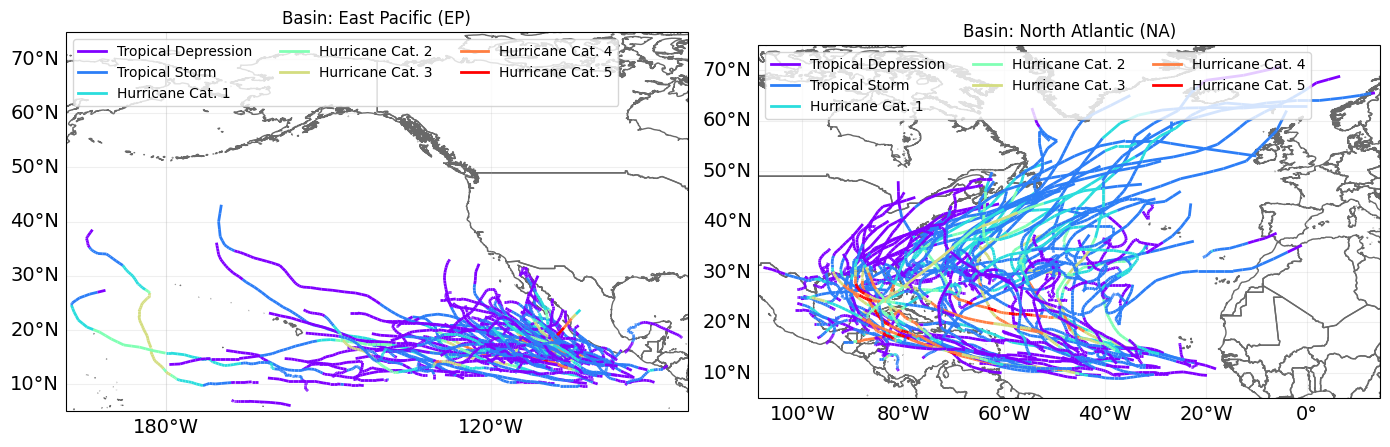 Basin: East Pacific (EP)
Tropical Depression
Tropical Storm
Hurricane Cat. 1
Hurricane Cat. 2
Hurricane Cat. 3
Hurricane Cat. 4
Hurricane Cat. 5
70°N
60°N
50°N
40°N
30°N
20°N
10°N
180°W
120°W
Basin: North Atlantic (NA)
Tropical Depression
Tropical Storm
Hurricane Cat. 1
Hurricane Cat. 2
Hurricane Cat. 3
Hurricane Cat. 4
Hurricane Cat. 5
70°N
60°N
50°N
40°N
30°N
20°N
10°N
100°W
80°W
60°W
40°W
20°W
0°